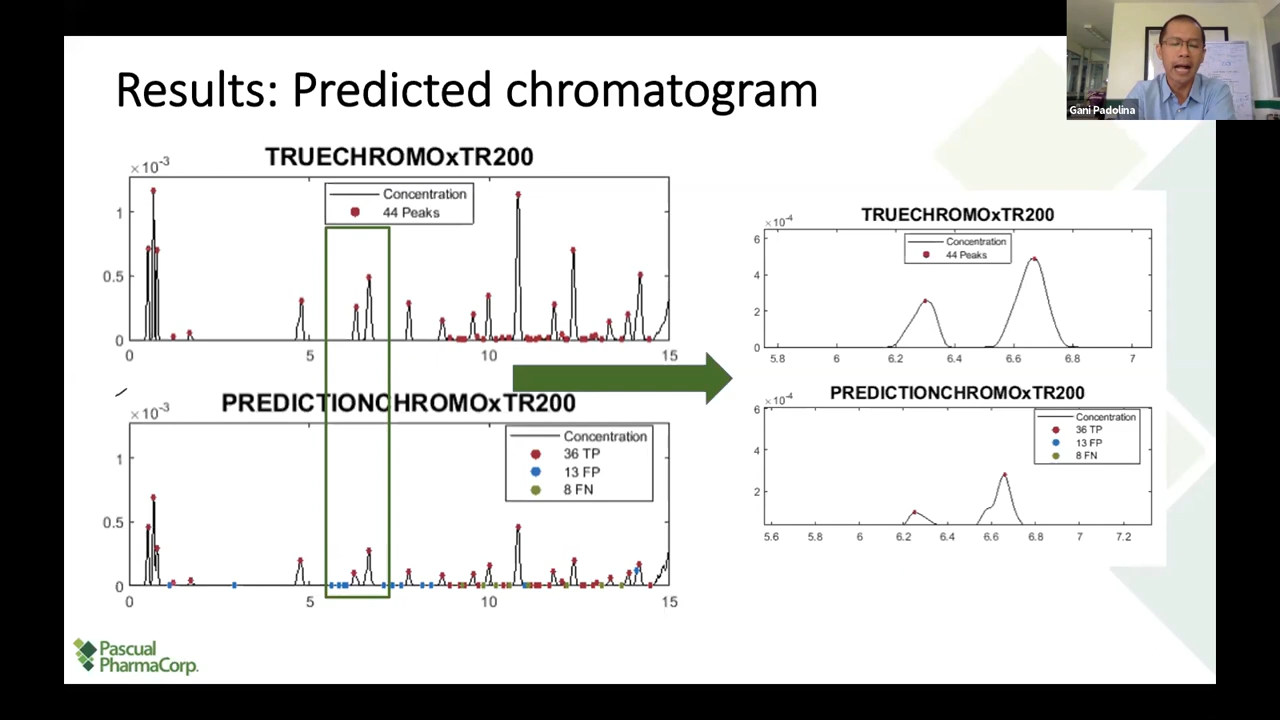 Results: Predicted chromatogram
Gani Padolina
TRUECHROMOxTR200
×10-3
Concentration
44 Peaks
1
0.5
0
0
5
10
15
PREDICTIONCHROMOxTR200
×10-3
Concentration
36 TP
13 FP
8 FN
1
0.5
0
0
5
10
15
TRUECHROMOxTR200
×10-4
Concentration
44 Peaks
6
4
2
0
5.8
6
6.2
6.4
6.6
6.8
7
PREDICTIONCHROMOxTR200
×10-4
Concentration
36 TP
13 FP
8 FN
6
4
2
5.6
5.8
6
6.2
6.4
6.6
6.8
7
7.2
Pascual
PharmaCorp.